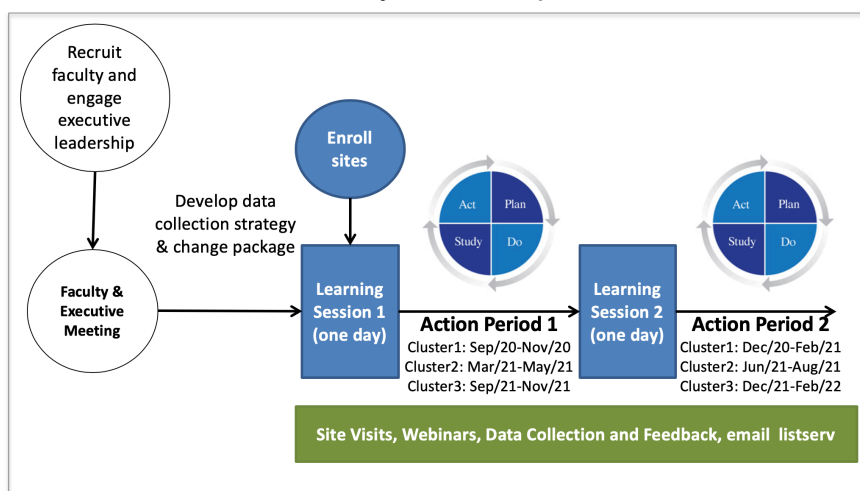 Recruit
faculty and
engage
executive
leadership
Enroll
sites
Develop data
collection strategy
& change package
Act
Plan
Study
Do
Act
Plan
Study
Do
Faculty &
Executive
Meeting
Learning
Session 1
(one day)
Action Period 1
Cluster1: Sep/20-Nov/20
Cluster2: Mar/21-May/21
Cluster3: Sep/21-Nov/21
Learning
Session 2
(one day)
Action Period 2
Cluster1: Dec/20-Feb/21
Cluster2: Jun/21-Aug/21
Cluster3: Dec/21-Feb/22
Site Visits, Webinars, Data Collection and Feedback, email listserv